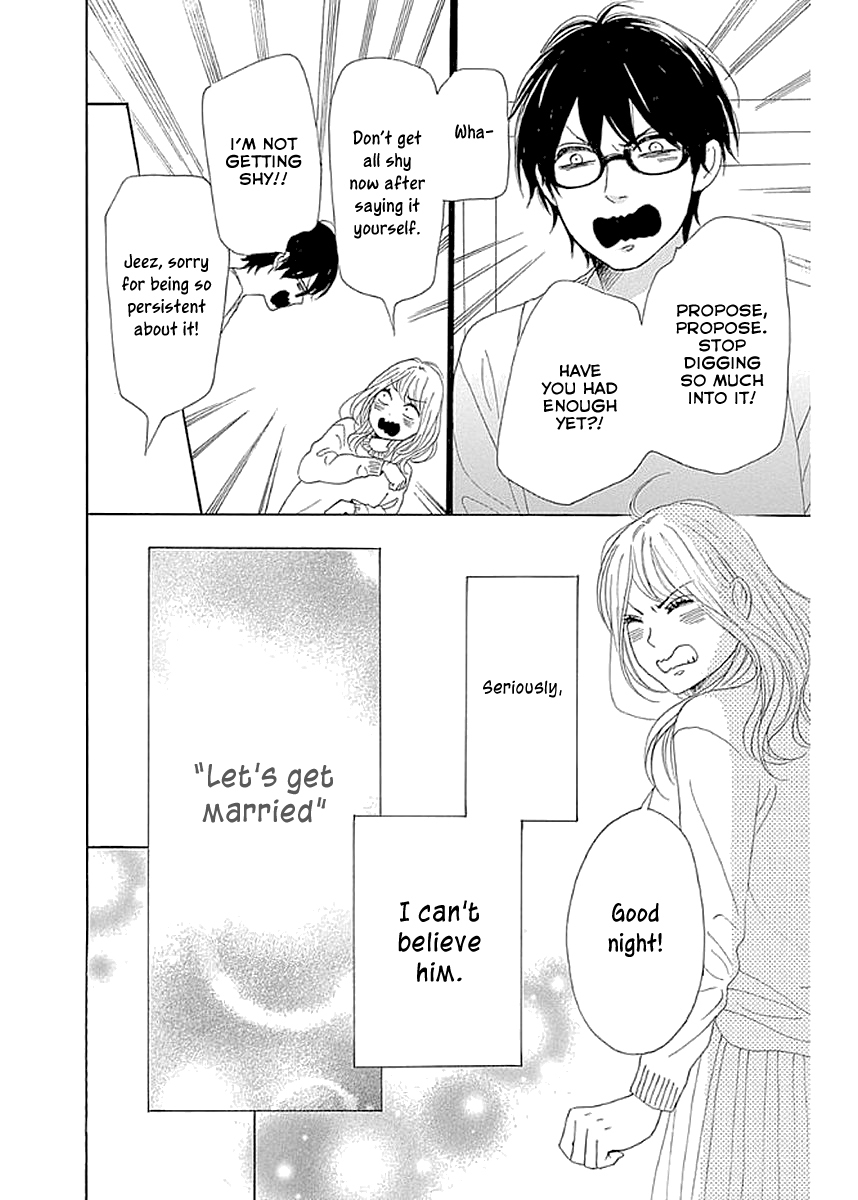 PROPOSE,
PROPOSE.
STOP
DIGGING
SO MUCH
INTO IT!
HAVE
YOU HAD
ENOUGH
YET?!
Wha-
Don't get
all shy
now after
saying it
yourself.
I'M NOT
GETTING
SHY!!
Jeez, sorry
for being so
persistent
about it!
Good
night!
Seriously,
I can't
believe
him.
"Let's get
married"